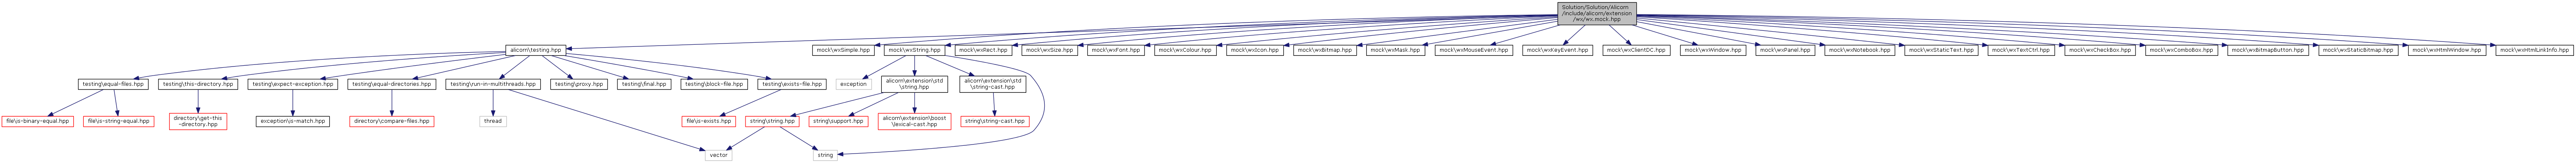 Solution/Solution/Alicorn
/include/alicorn/extension
/wx/wx.mock.hpp
alicorn\testing.hpp
mock\wxSimple.hpp
mock\wxString.hpp
mock\wxRect.hpp
mock\wxSize.hpp
mock\wxFont.hpp
mock\wxColour.hpp
mock\wxIcon.hpp
mock\wxBitmap.hpp
mock\wxMask.hpp
mock\wxMouseEvent.hpp
mock\wxKeyEvent.hpp
mock\wxClientDC.hpp
mock\wxWindow.hpp
mock\wxPanel.hpp
mock\wxNotebook.hpp
mock\wxStaticText.hpp
mock\wxTextCtrl.hpp
mock\wxCheckBox.hpp
mock\wxComboBox.hpp
mock\wxBitmapButton.hpp
mock\wxStaticBitmap.hpp
mock\wxHtmlWindow.hpp
mock\wxHtmlLinkInfo.hpp
testing\equal-files.hpp
testing\this-directory.hpp
testing\expect-exception.hpp
testing\equal-directories.hpp
testing\run-in-multithreads.hpp
testing\proxy.hpp
testing\final.hpp
testing\block-file.hpp
testing\exists-file.hpp
exception
alicorn\extension\std
\string.hpp
alicorn\extension\std
\string-cast.hpp
file\is-binary-equal.hpp
file\is-string-equal.hpp
directory\get-this
-directory.hpp
exception\is-match.hpp
directory\compare-files.hpp
thread
file\is-exists.hpp
string\string.hpp
string\support.hpp
alicorn\extension\boost
\lexical-cast.hpp
string\string-cast.hpp
vector
string